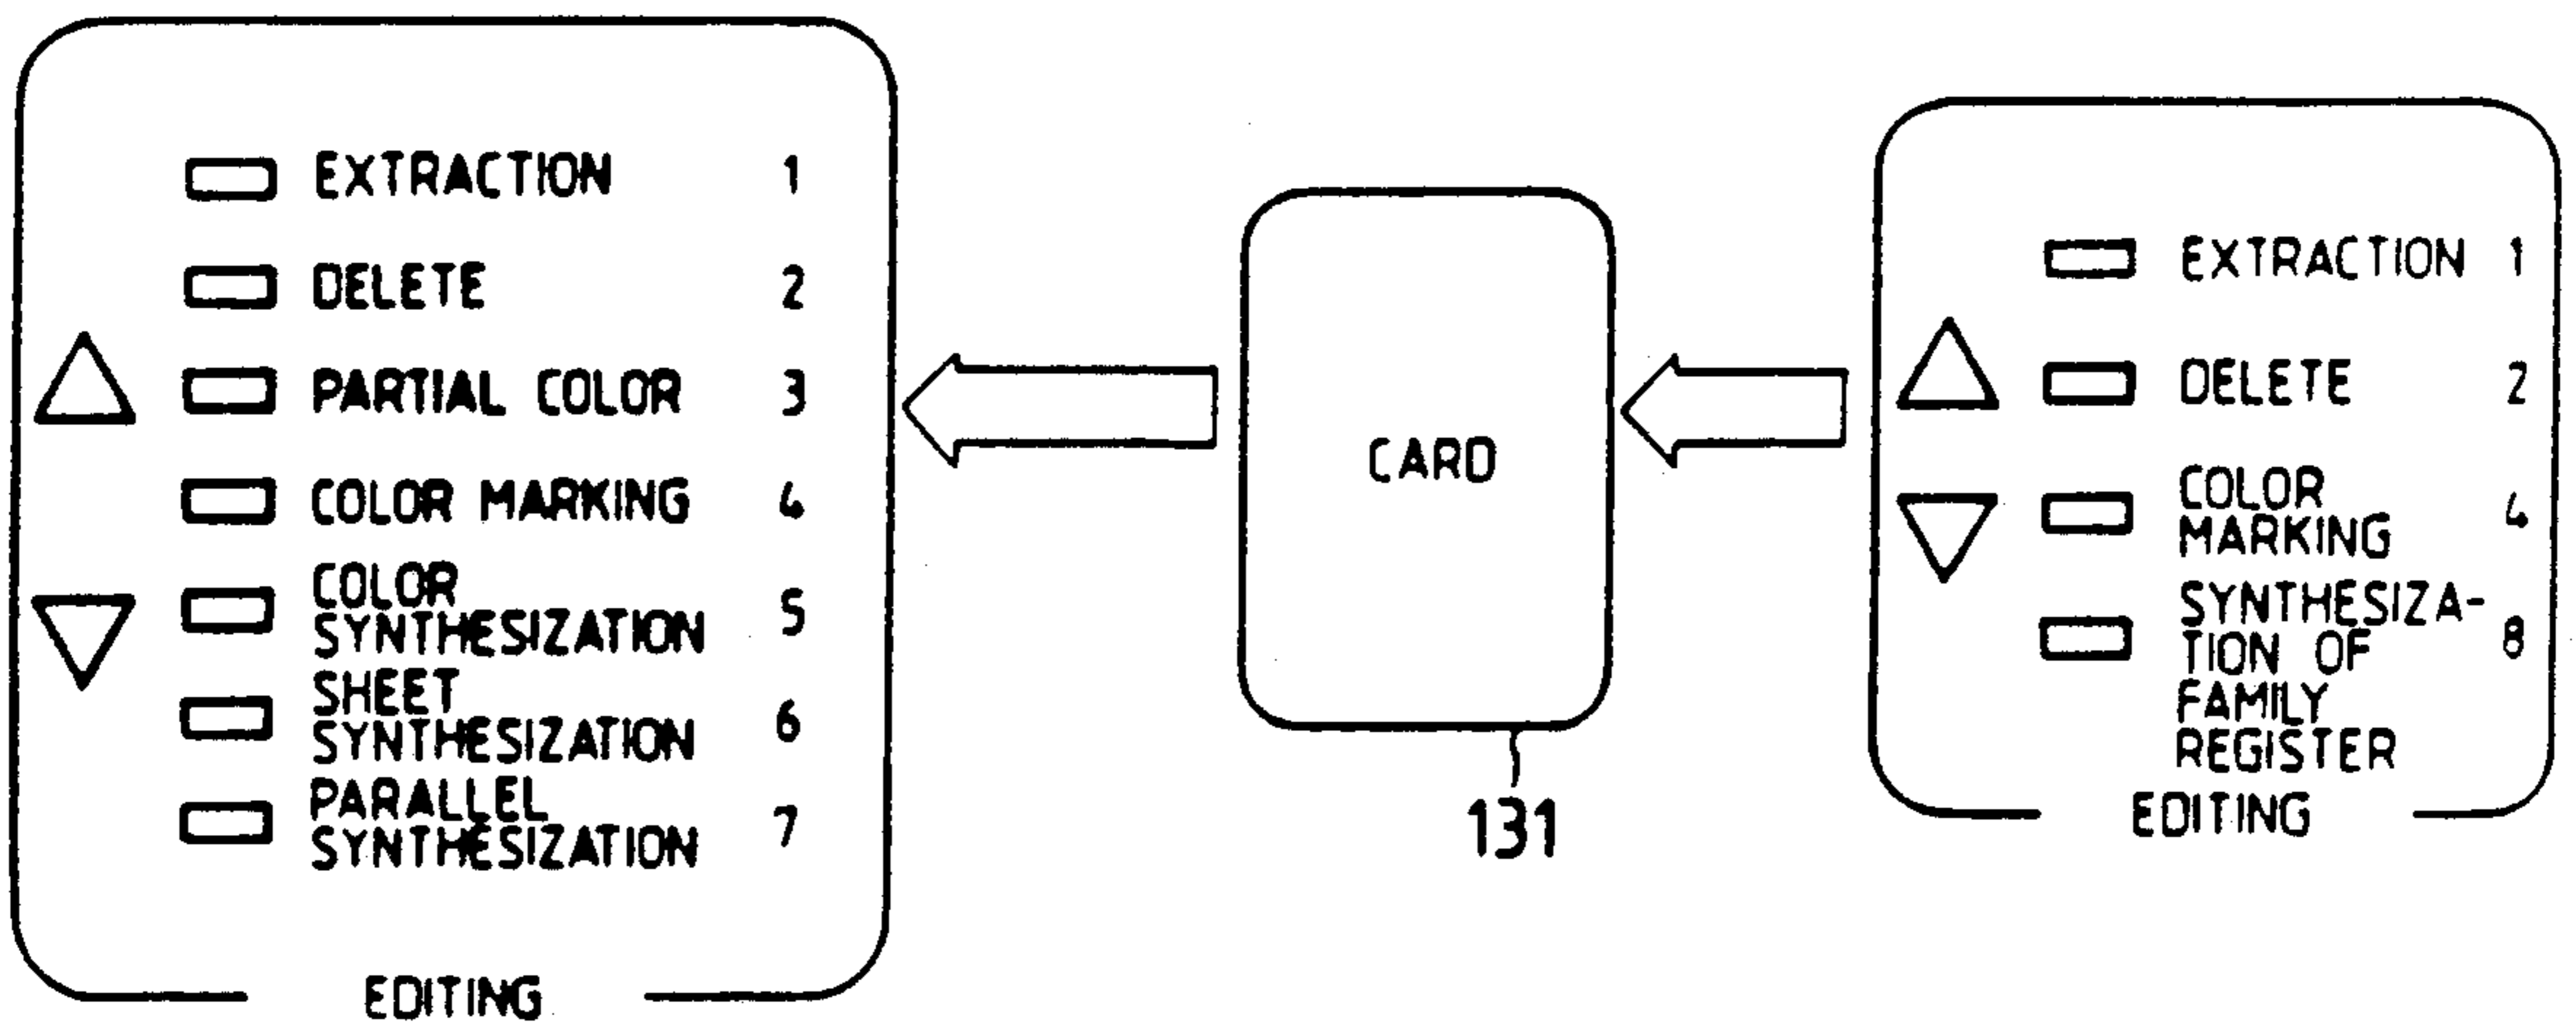 EXTRACTION 1
DELETE 2
PARTIAL COLOR 3
COLOR MARKING 4
COLOR
SYNTHESIZATION 5
SHEET
SYNTHESIZATION 6
PARALLEL
SYNTHESIZATION 7
EDITING
CARD
131
EXTRACTION 1
DELETE 2
COLOR
MARKING 4
SYNTHESIZA-
TION OF 8
FAMILY
REGISTER
EDITING